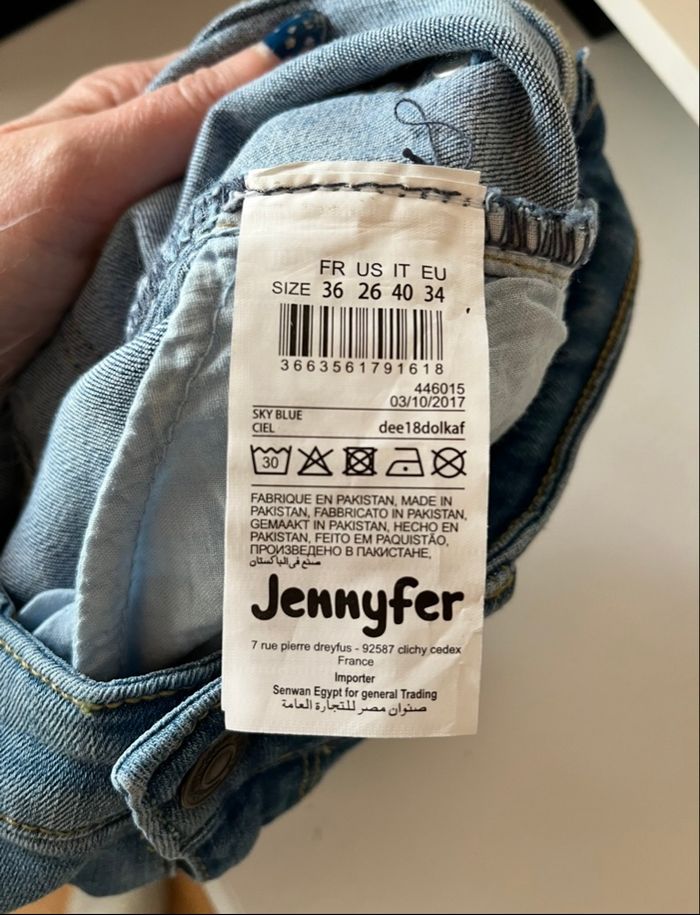 FR US IT EU
SIZE 36 26 40 34
3663561791618
446015
03/10/2017
SKY BLUE
CIEL dee18dolkaf
30
FABRIQUE EN PAKISTAN, MADE IN
PAKISTAN, FABBRICATO IN PAKISTAN,
GEMAAKT IN PAKISTAN, HECHO EN
PAKISTAN, FEITO EM PAQUISTÃO,
ПРОИЗВЕДЕНО В ПАКИСТАНЕ,
صنع في الباكستان
Jennyfer
7 rue pierre dreyfus - 92587 clichy cedex
France
Importer
Senwan Egypt for general Trading
صنوان مصر للتجارة العامة